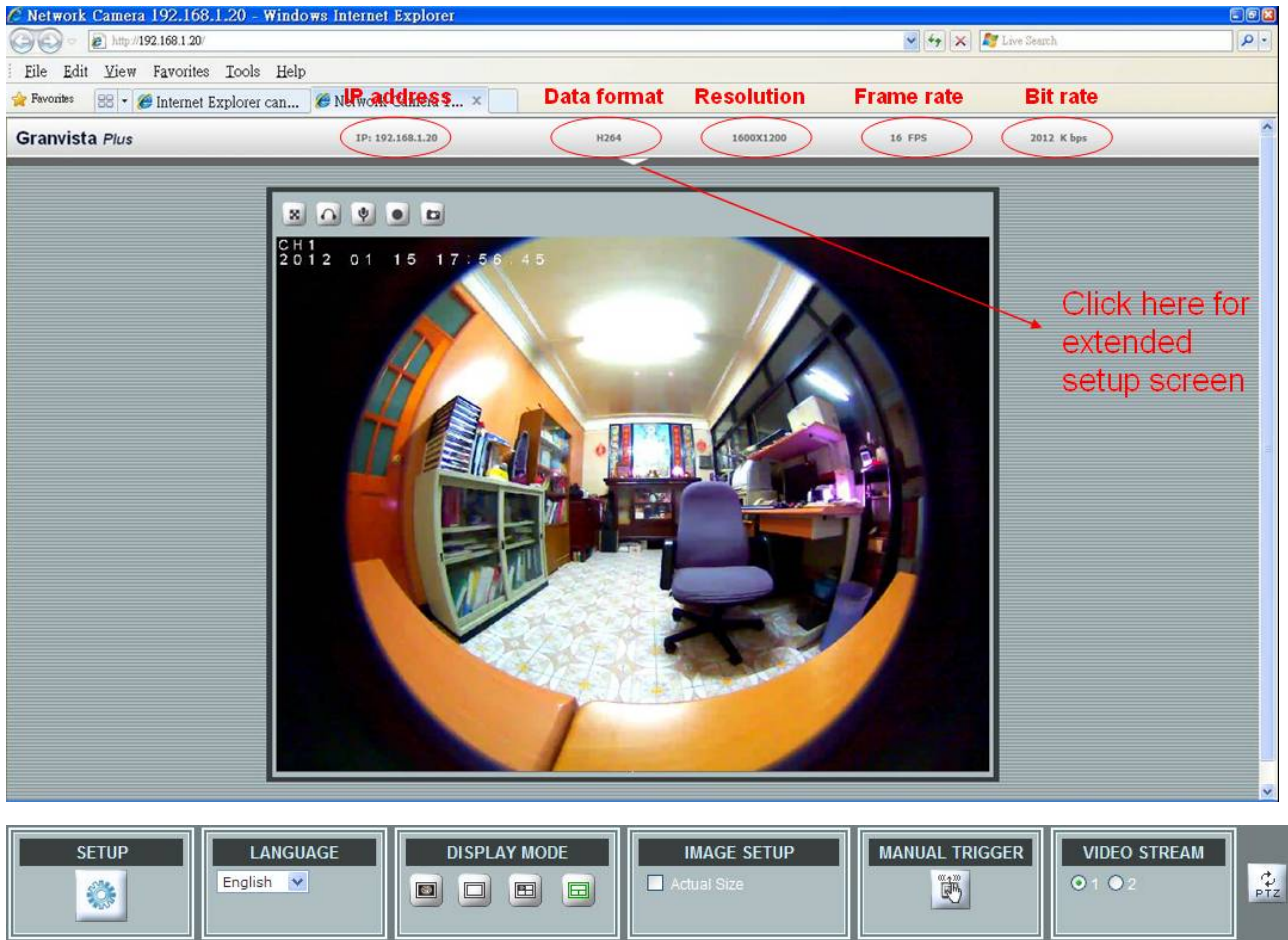 Network Camera 192.168.1.20 - Windows Internet Explorer
http://192.168.1.20/
Live Search
File Edit View Favorites Tools Help
Favorites
Internet Explorer can...
IP address
Data format
Resolution
Frame rate
Bit rate
Granvista Plus
IP: 192.168.1.20
H264
1600X1200
16 FPS
2012 K bps
CH1
2012 01 15 17:56:45
Click here for
extended
setup screen
SETUP
LANGUAGE
DISPLAY MODE
IMAGE SETUP
MANUAL TRIGGER
VIDEO STREAM
English
Actual Size
1 2
PTZ